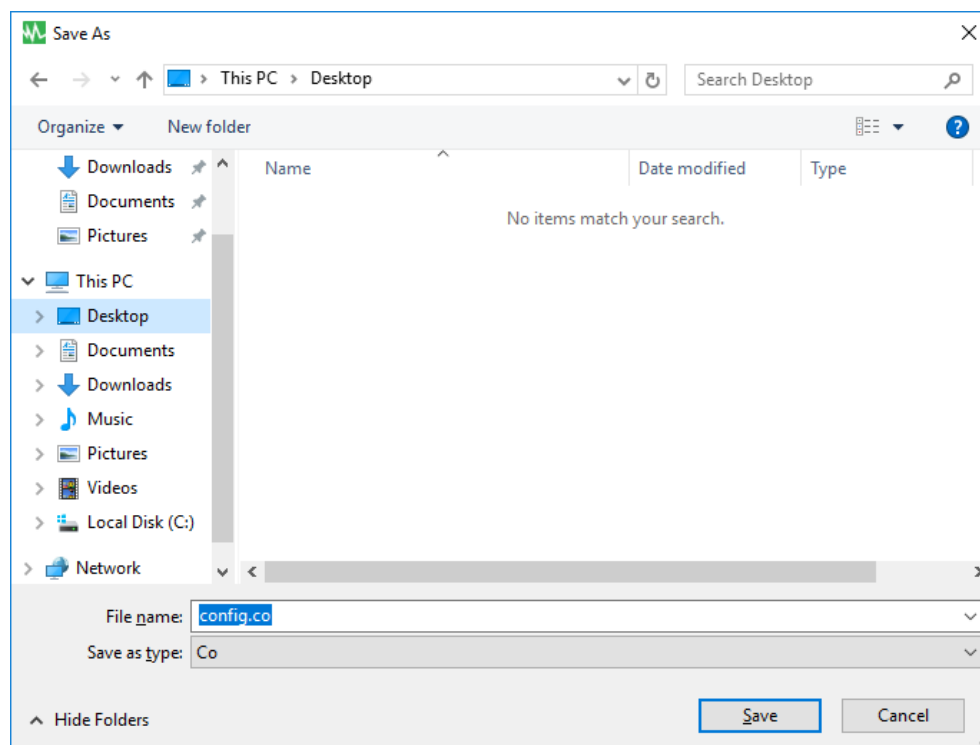 Save As
This PC > Desktop
Search Desktop
Organize
New folder
?
Name
Date modified
Type
No items match your search.
Downloads
Documents
Pictures
This PC
Desktop
Documents
Downloads
Music
Pictures
Videos
Local Disk (C:)
Network
File name: config.co
Save as type: Co
Hide Folders
Save
Cancel